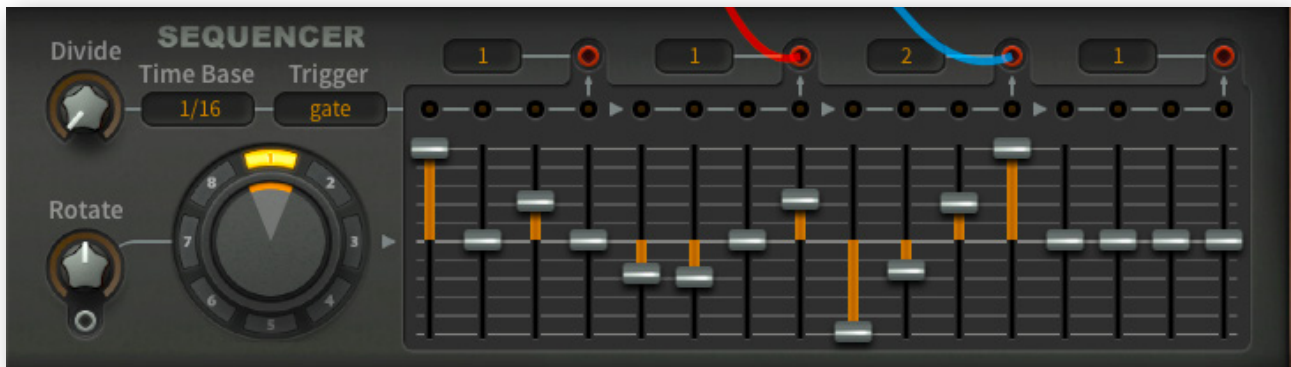 SEQUENCER
Divide
Time Base
Trigger
1/16
gate
1
1
2
1
Rotate
1
2
3
4
5
6
7
8